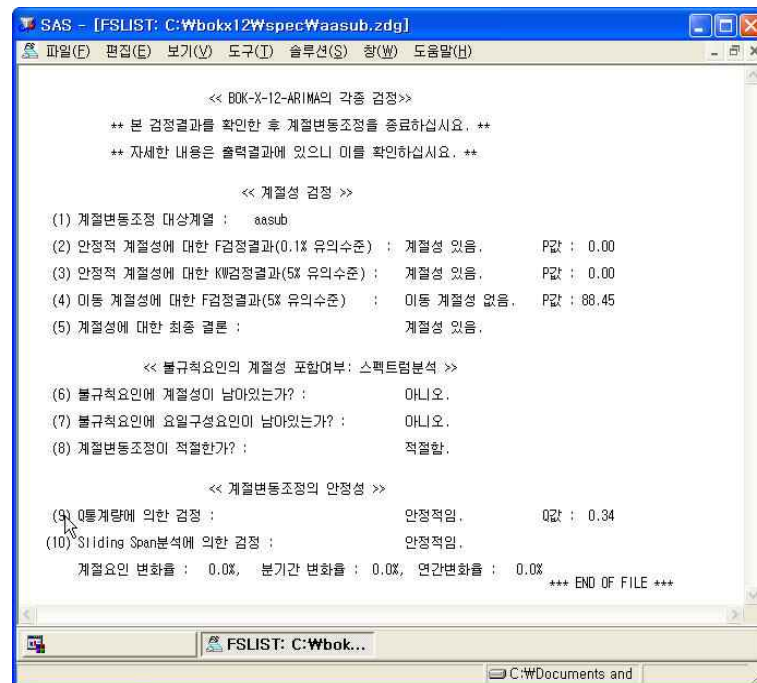 SAS - [FSLIST: C:₩bokx12₩spec₩aasub.zdg]
파일(F) 편집(E) 보기(V) 도구(T) 솔루션(S) 창(W) 도움말(H)
<< BOK-X-12-ARIMA의 각종 검정>>
** 본 검정결과를 확인한 후 계절변동조정을 종료하십시요. **
** 자세한 내용은 출력결과에 있으니 이를 확인하십시요. **
<< 계절성 검정 >>
(1) 계절변동조정 대상계열 : aasub
(2) 안정적 계절성에 대한 F검정결과(0.1% 유의수준) : 계절성 있음. P값 : 0.00
(3) 안정적 계절성에 대한 KW검정결과(5% 유의수준) : 계절성 있음. P값 : 0.00
(4) 이동 계절성에 대한 F검정결과(5% 유의수준) : 이동 계절성 없음. P값 : 88.45
(5) 계절성에 대한 최종 결론 : 계절성 있음.
<< 불규칙요인의 계절성 포함여부: 스펙트럼분석 >>
(6) 불규칙요인에 계절성이 남아있는가? : 아니오.
(7) 불규칙요인에 요일구성요인이 남아있는가? : 아니오.
(8) 계절변동조정이 적절한가? : 적절함.
<< 계절변동조정의 안정성 >>
(9) Q통계량에 의한 검정 : 안정적임. Q값 : 0.34
(10) Sliding Span분석에 의한 검정 : 안정적임.
계절요인 변화율 : 0.0%, 분기간 변화율 : 0.0%, 연간변화율 : 0.0%
*** END OF FILE ***
FSLIST: C:₩bok...
C:₩Documents and